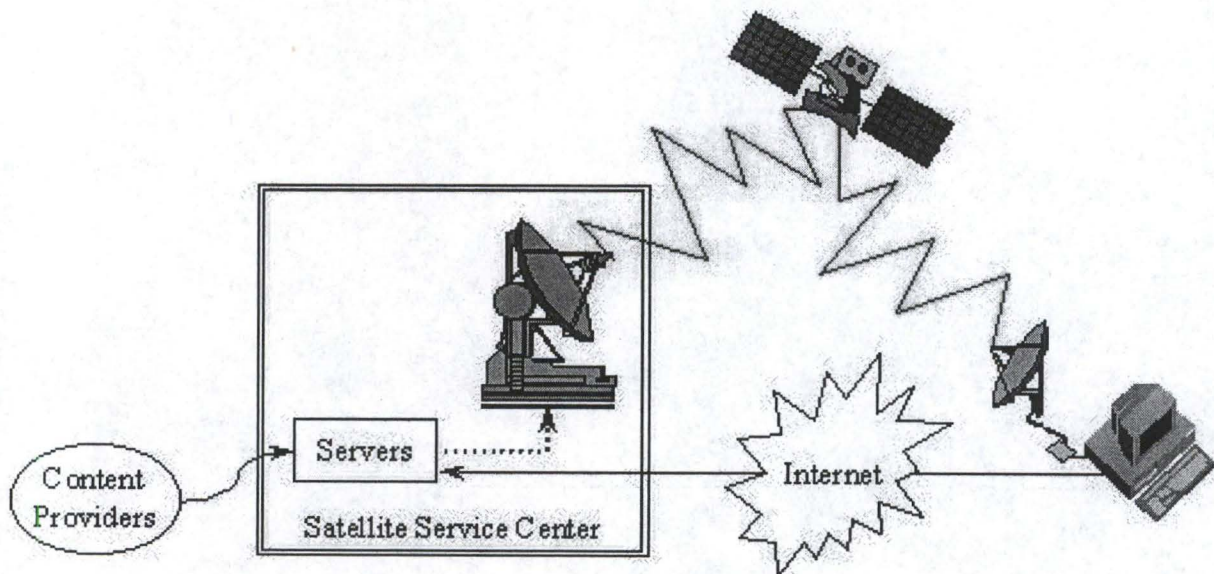 Content
Providers
Servers
Satellite Service Center
Internet